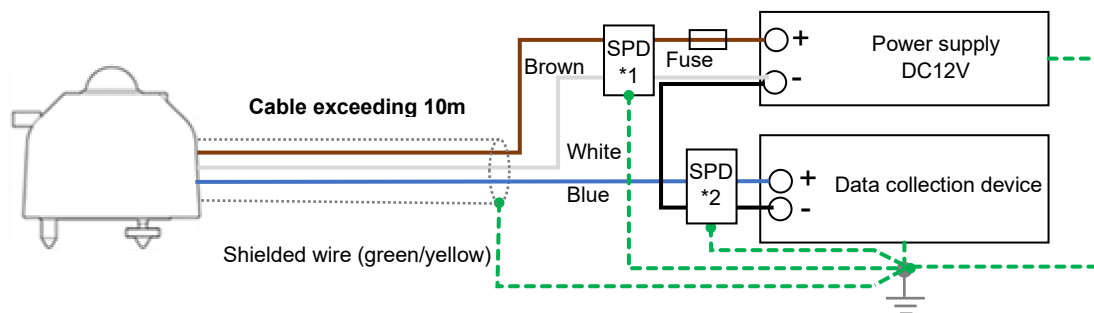 SPD
*1
+
Fuse
-
Power supply
DC12V
Brown
Cable exceeding 10m
White
SPD
*2
Blue
+
-
Data collection device
Shielded wire (green/yellow)